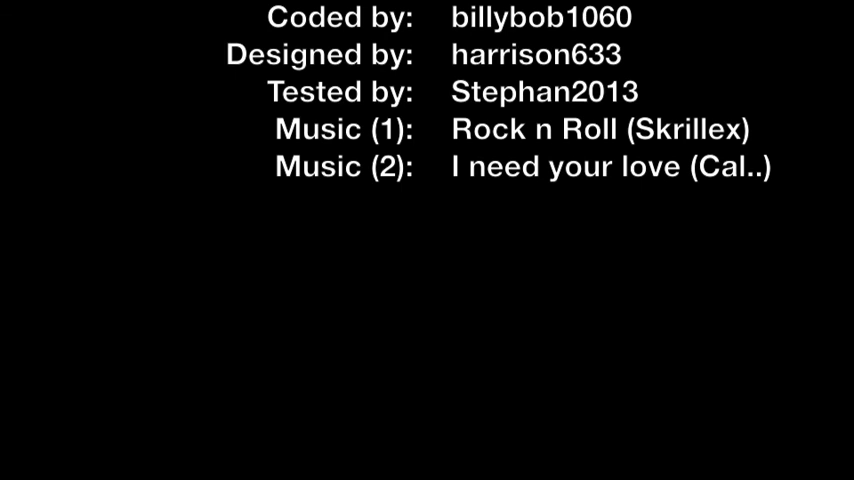 Coded by: billybob1060
Designed by: harrison633
Tested by: Stephan2013
Music (1): Rock n Roll (Skrillex)
Music (2): I need your love (Cal..)